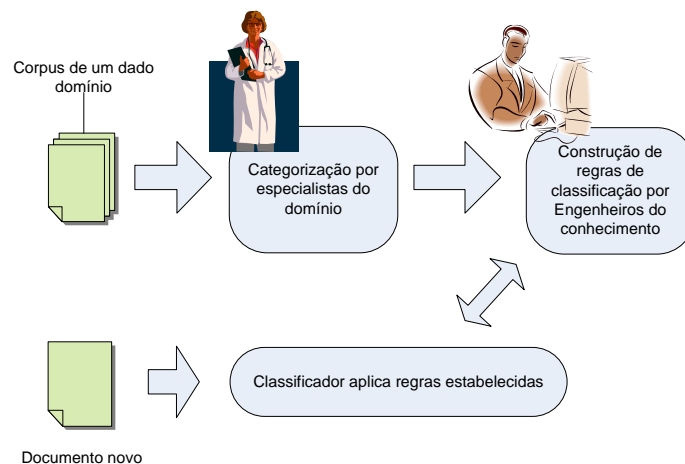 Corpus de um dado
domínio
Categorização por
especialistas do
domínio
Construção de
regras de
classificação por
Engenheiros do
conhecimento
Classificador aplica regras estabelecidas
Documento novo